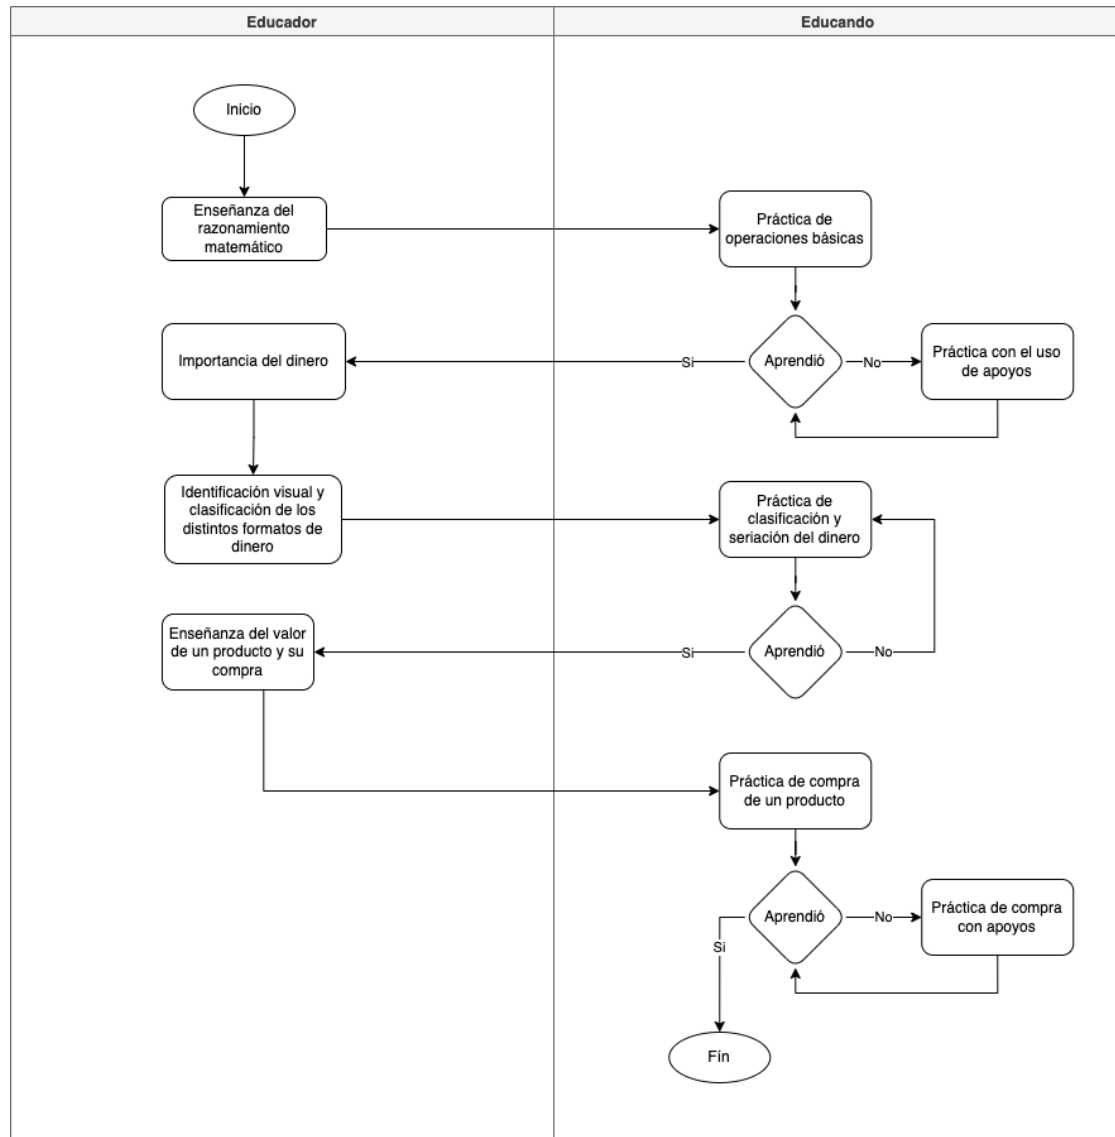 Educador
Educando
Inicio
Enseñanza del
razonamiento
matemático
Práctica de
operaciones básicas
Importancia del dinero
Si
Aprendió
No
Práctica con el uso
de apoyos
Identificación visual y
clasificación de los
distintos formatos de
dinero
Práctica de
clasificación y
seriación del dinero
Enseñanza del valor
de un producto y su
compra
Si
Aprendió
No
Práctica de compra
de un producto
Aprendió
No
Práctica de compra
con apoyos
Si
Fín